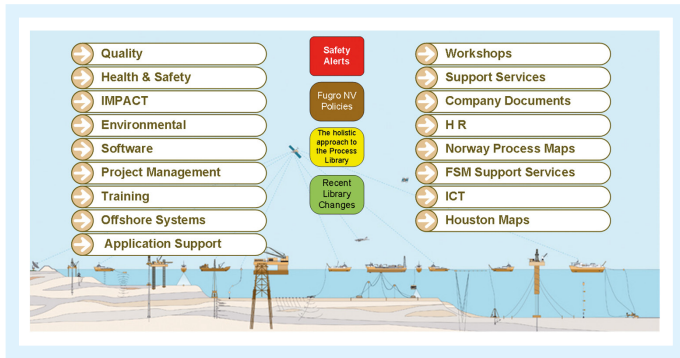 Quality
Health & Safety
IMPACT
Environmental
Software
Project Management
Training
Offshore Systems
Application Support
Safety
Alerts
Fugro NV
Policies
The holistic
approach to
the Process
Library
Recent
Library
Changes
Workshops
Support Services
Company Documents
H R
Norway Process Maps
FSM Support Services
ICT
Houston Maps